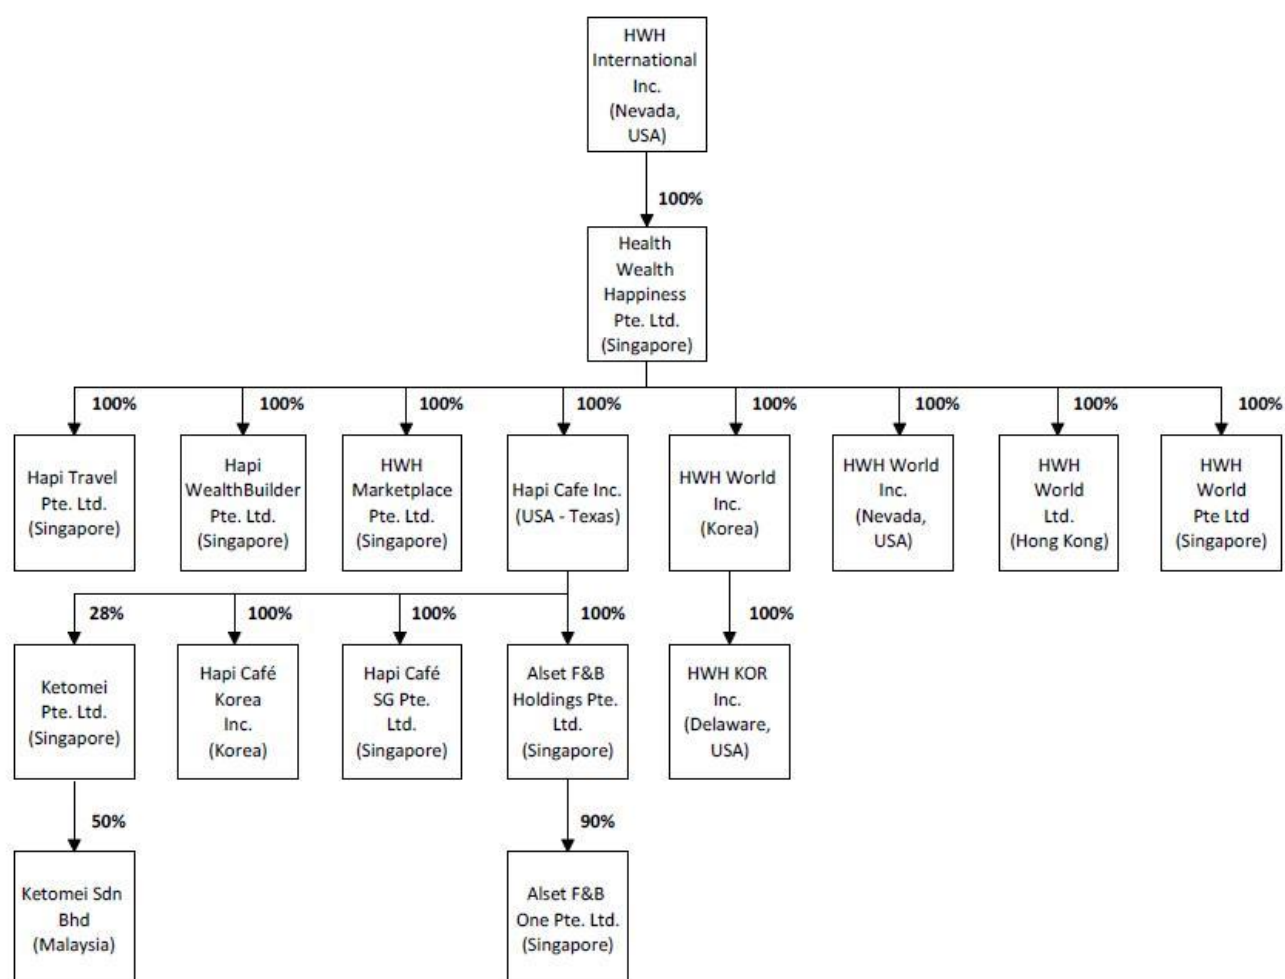 HWH
International
Inc.
(Nevada,
USA)
100%
Health
Wealth
Happiness
Pte. Ltd.
(Singapore)
100%
100%
100%
100%
100%
100%
100%
100%
Hapi Travel
Pte. Ltd.
(Singapore)
Hapi
WealthBuilder
Pte. Ltd.
(Singapore)
HWH
Marketplace
Pte. Ltd.
(Singapore)
Hapi Cafe Inc.
(USA - Texas)
HWH World
Inc.
(Korea)
HWH World
Inc.
(Nevada,
USA)
HWH
World
Ltd.
(Hong Kong)
HWH
World
Pte Ltd
(Singapore)
28%
100%
100%
100%
100%
Ketomei
Pte. Ltd.
(Singapore)
Hapi Café
Korea
Inc.
(Korea)
Hapi Café
SG Pte.
Ltd.
(Singapore)
Alset F&B
Holdings Pte.
Ltd.
(Singapore)
HWH KOR
Inc.
(Delaware,
USA)
50%
90%
Ketomei Sdn
Bhd
(Malaysia)
Alset F&B
One Pte. Ltd.
(Singapore)